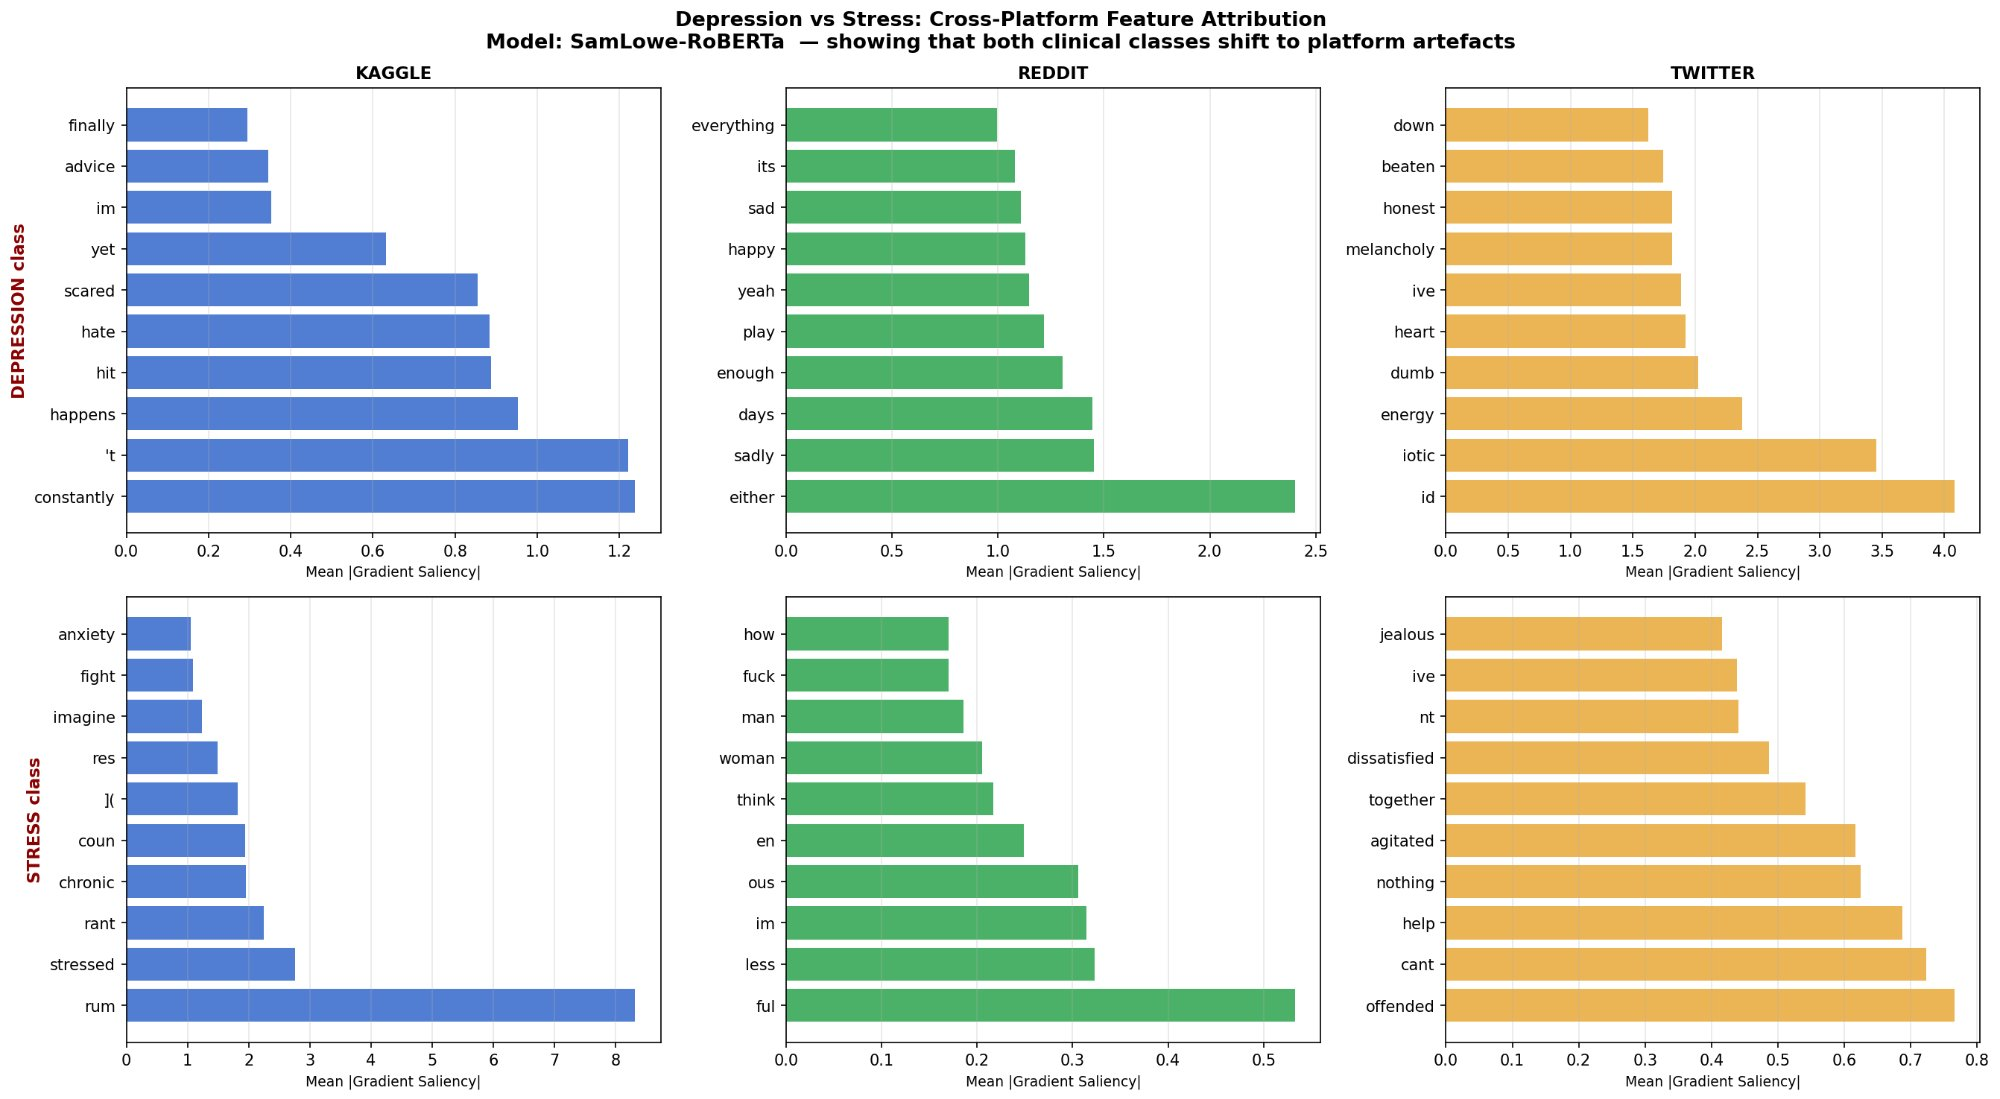 Depression vs Stress: Cross-Platform Feature Attribution
Model: SamLowe-RoBERTa — showing that both clinical classes shift to platform artefacts
KAGGLE
DEPRESSION class
finally
advice
im
yet
scared
hate
hit
happens
't
constantly
0.0 0.2 0.4 0.6 0.8 1.0 1.2
Mean |Gradient Saliency|
REDDIT
everything
its
sad
happy
yeah
play
enough
days
sadly
either
0.0 0.5 1.0 1.5 2.0 2.5
Mean |Gradient Saliency|
TWITTER
down
beaten
honest
melancholy
ive
heart
dumb
energy
iotic
id
0.0 0.5 1.0 1.5 2.0 2.5 3.0 3.5 4.0
Mean |Gradient Saliency|
STRESS class
anxiety
fight
imagine
res
](
coun
chronic
rant
stressed
rum
0 1 2 3 4 5 6 7 8
Mean |Gradient Saliency|
how
fuck
man
woman
think
en
ous
im
less
ful
0.0 0.1 0.2 0.3 0.4 0.5
Mean |Gradient Saliency|
jealous
ive
nt
dissatisfied
together
agitated
nothing
help
cant
offended
0.0 0.1 0.2 0.3 0.4 0.5 0.6 0.7 0.8
Mean |Gradient Saliency|